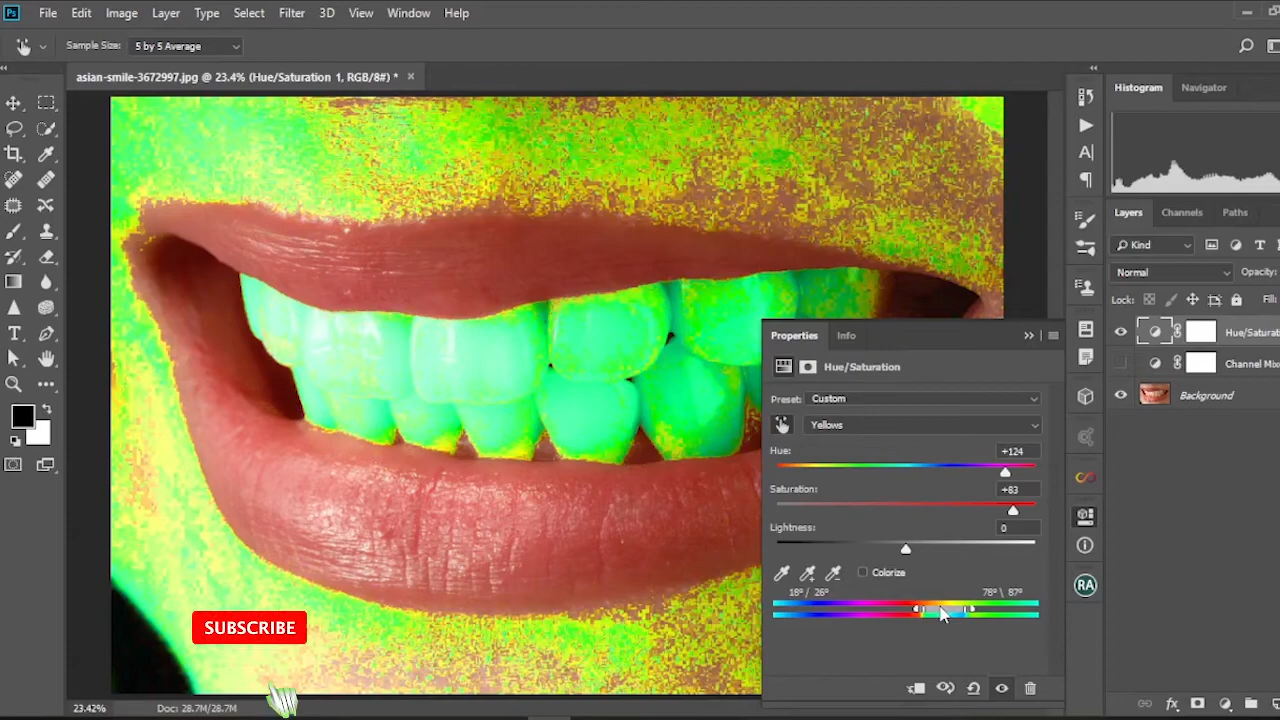 Ps File Edit Image Layer Type Select Filter 3D View Window Help
Sample Size: 5 by 5 Average
asian-smile-3672997.jpg @ 23.4% (Hue/Saturation 1, RGB/8#) *
Histogram Navigator
Layers Channels Paths
Kind
Normal Opacity:
Lock: Fill
Hue/Saturat
Channel Mix
Background
Properties Info
Hue/Saturation
Preset: Custom
Yellows
Hue: +124
Saturation: +83
Lightness: 0
Colorize
18°/ 26° 78°\ 87°
RA
SUBSCRIBE
23.42% Doc: 28.7M/28.7M